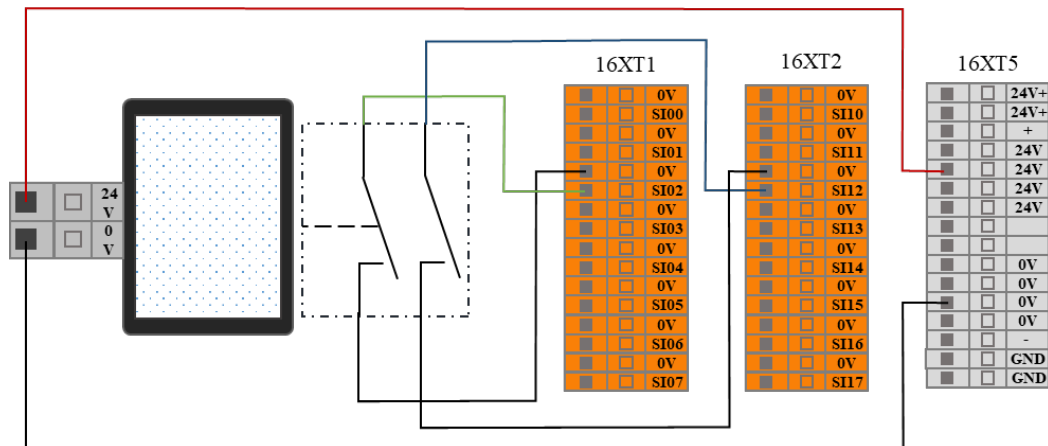 16XT1
16XT2
16XT5
24
V
0
V
0V
SI00
0V
SI01
0V
SI02
0V
SI03
0V
SI04
0V
SI05
0V
SI06
0V
SI07
0V
SI10
0V
SI11
0V
SI12
0V
SI13
0V
SI14
0V
SI15
0V
SI16
0V
SI17
24V+
24V+
+
24V
24V
24V
24V
0V
0V
0V
0V
-
GND
GND